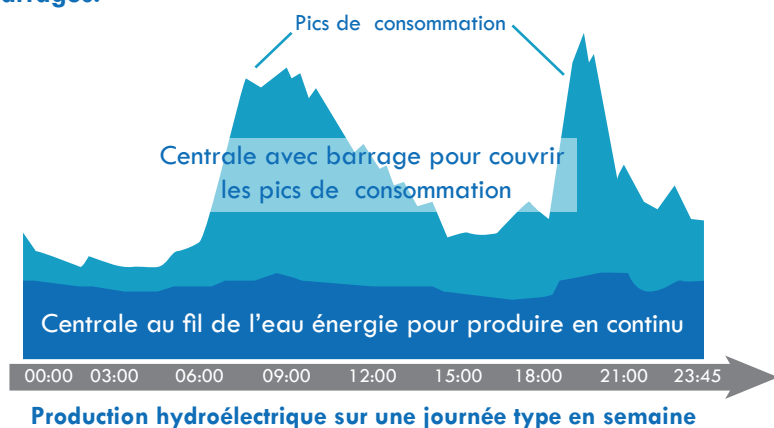 Pics de consommation
Centrale avec barrage pour couvrir
les pics de consommation
Centrale au fil de l'eau énergie pour produire en continu
00:00 03:00 06:00 09:00 12:00 15:00 18:00 21:00 23:45
Production hydroélectrique sur une journée type en semaine